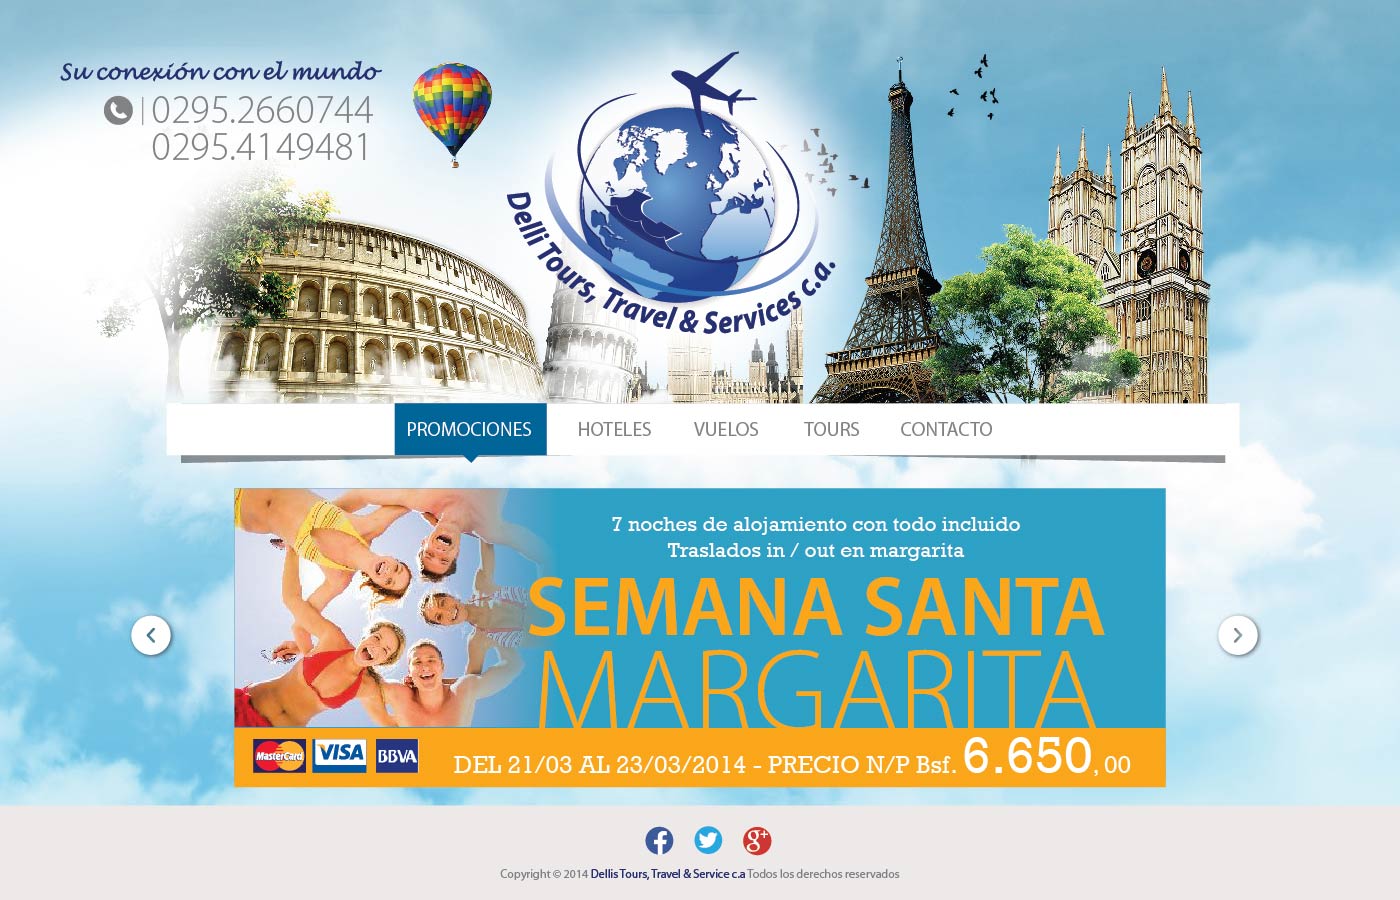 Su conexión con el mundo
0295.2660744
0295.4149481
Delli Tours, Travel & Services c.a.
PROMOCIONES HOTELES VUELOS TOURS CONTACTO
7 noches de alojamiento con todo incluido
Traslados in / out en margarita
SEMANA SANTA
MARGARITA
MasterCard VISA BBVA
DEL 21/03 AL 23/03/2014 - PRECIO N/P Bsf. 6.650, 00
f g+
Copyright © 2014 Dellis Tours, Travel & Service c.a Todos los derechos reservados